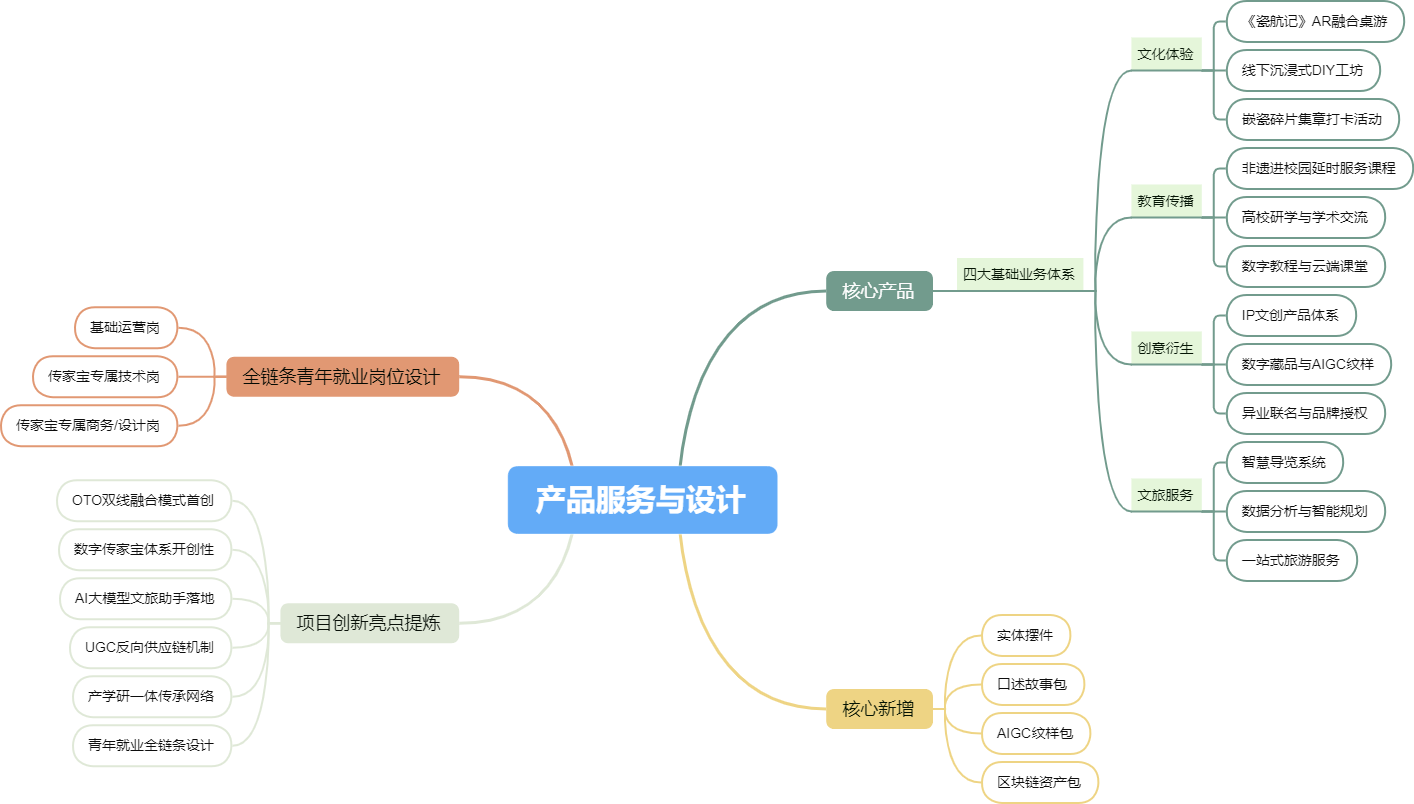 产品服务与设计
核心产品
四大基础业务体系
文化体验
《瓷航记》AR融合桌游
线下沉浸式DIY工坊
嵌瓷碎片集章打卡活动
教育传播
非遗进校园延时服务课程
高校研学与学术交流
数字教程与云端课堂
创意衍生
IP文创产品体系
数字藏品与AIGC纹样
异业联名与品牌授权
文旅服务
智慧导览系统
数据分析与智能规划
一站式旅游服务
核心新增
实体摆件
口述故事包
AIGC纹样包
区块链资产包
全链条青年就业岗位设计
基础运营岗
传家宝专属技术岗
传家宝专属商务/设计岗
项目创新亮点提炼
OTO双线融合模式首创
数字传家宝体系开创性
AI大模型文旅助手落地
UGC反向供应链机制
产学研一体传承网络
青年就业全链条设计